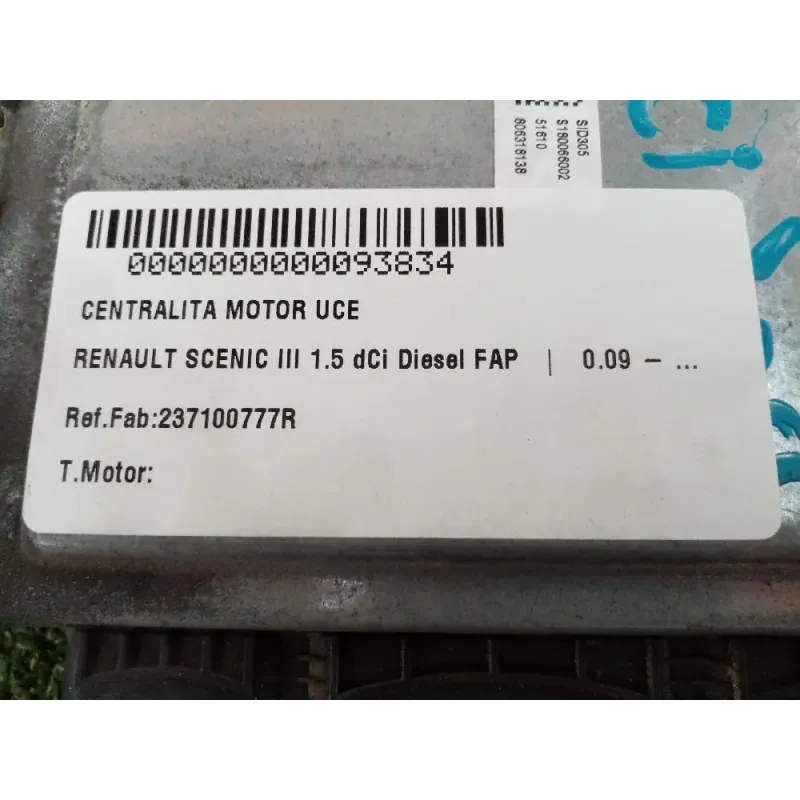 SID305
S180066002
51610
806318138
0000000000093834
CENTRALITA MOTOR UCE
RENAULT SCENIC III 1.5 dCi Diesel FAP | 0.09 – ...
Ref.Fab:237100777R
T.Motor: